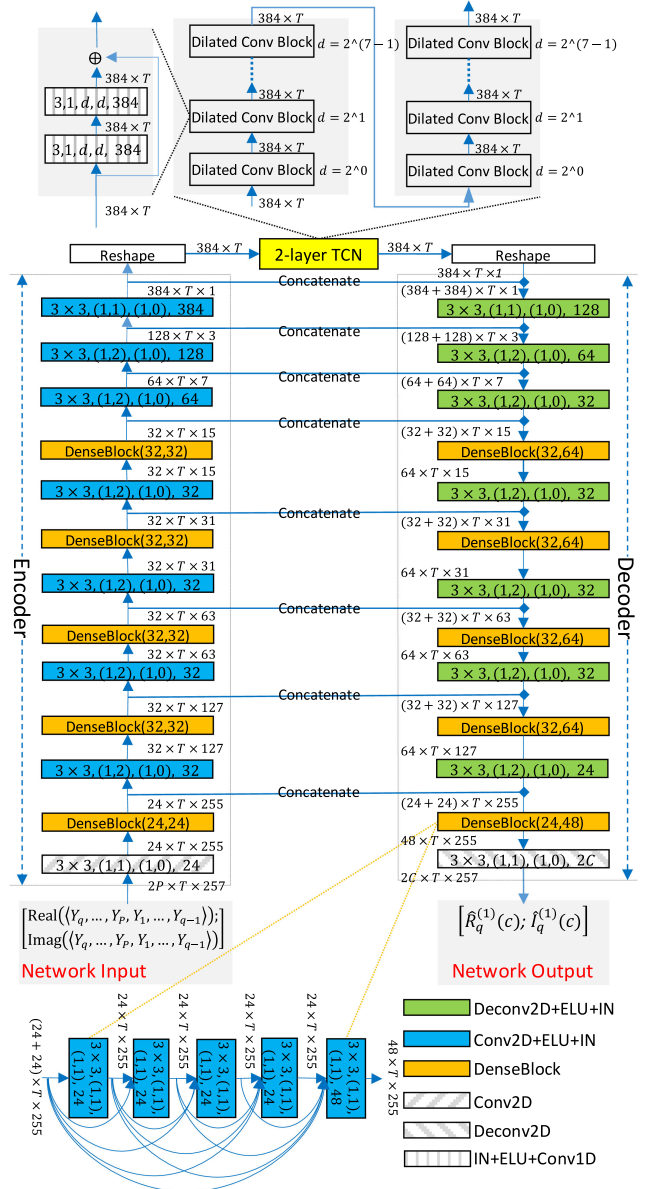 384×T
3,1,d,d,384
384×T
3,1,d,d, 384
384×T
384×T
Dilated Conv Block d = 2^(7−1)
384×T
Dilated Conv Block d = 2^1
384×T
Dilated Conv Block d = 2^0
384×T
384×T
Dilated Conv Block d = 2^(7−1)
384×T
Dilated Conv Block d = 2^1
384×T
Dilated Conv Block d = 2^0
Reshape 384×T 2-layer TCN 384×T Reshape
Encoder
384×T×1
3×3, (1,1), (1,0), 384
128×T×3
3×3, (1,2), (1,0), 128
64×T×7
3×3, (1,2), (1,0), 64
32×T×15
DenseBlock(32,32)
32×T×15
3×3, (1,2), (1,0), 32
32×T×31
DenseBlock(32,32)
32×T×31
3×3, (1,2), (1,0), 32
32×T×63
DenseBlock(32,32)
32×T×63
3×3, (1,2), (1,0), 32
32×T×127
DenseBlock(32,32)
32×T×127
3×3, (1,2), (1,0), 32
24×T×255
DenseBlock(24,24)
24×T×255
3×3, (1,1), (1,0), 24
2P×T×257
[Real(⟨Y_q, …, Y_P, Y_1, …, Y_{q−1}⟩);
Imag(⟨Y_q, …, Y_P, Y_1, …, Y_{q−1}⟩)]
Network Input
Concatenate
Concatenate
Concatenate
Concatenate
Concatenate
Concatenate
Concatenate
Concatenate
Decoder
384×T×1
(384+384)×T×1
3×3, (1,1), (1,0), 128
(128+128)×T×3
3×3, (1,2), (1,0), 64
(64+64)×T×7
3×3, (1,2), (1,0), 32
(32+32)×T×15
DenseBlock(32,64)
64×T×15
3×3, (1,2), (1,0), 32
(32+32)×T×31
DenseBlock(32,64)
64×T×31
3×3, (1,2), (1,0), 32
(32+32)×T×63
DenseBlock(32,64)
64×T×63
3×3, (1,2), (1,0), 32
(32+32)×T×127
DenseBlock(32,64)
64×T×127
3×3, (1,2), (1,0), 24
(24+24)×T×255
DenseBlock(24,48)
48×T×255
3×3, (1,1), (1,0), 2C
2C×T×257
[R̂_q^(1)(c); Î_q^(1)(c)]
Network Output
(24+24)×T
×255
3×3, (1,1),
(1,1), 24
24×T×255
3×3, (1,1),
(1,1), 24
24×T×255
3×3, (1,1),
(1,1), 24
24×T×255
3×3, (1,1),
(1,1), 24
24×T×255
3×3, (1,1),
(1,1), 48
48×T×255
Deconv2D+ELU+IN
Conv2D+ELU+IN
DenseBlock
Conv2D
Deconv2D
IN+ELU+Conv1D